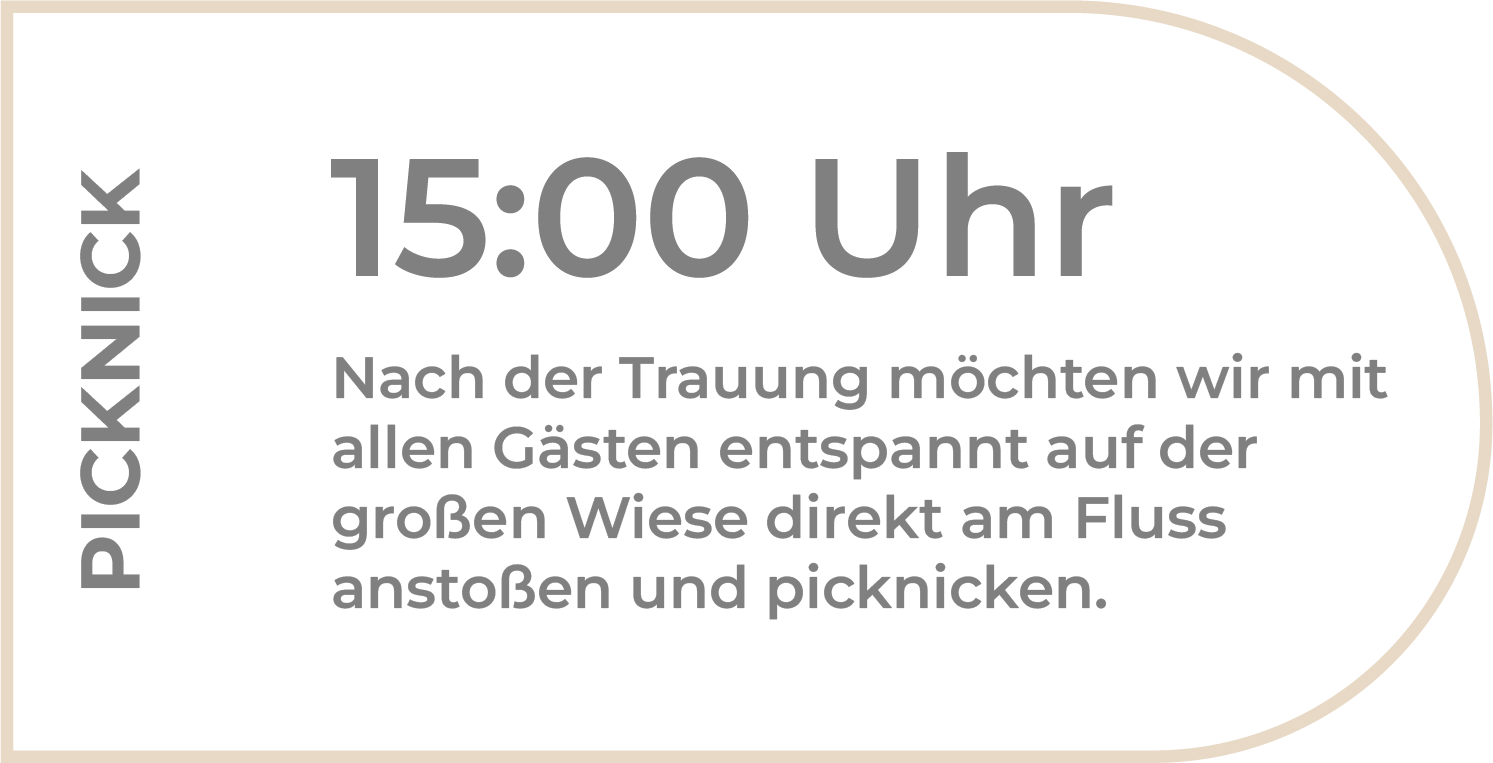 PICKNICK
15:00 Uhr
Nach der Trauung möchten wir mit
allen Gästen entspannt auf der
großen Wiese direkt am Fluss
anstoßen und picknicken.